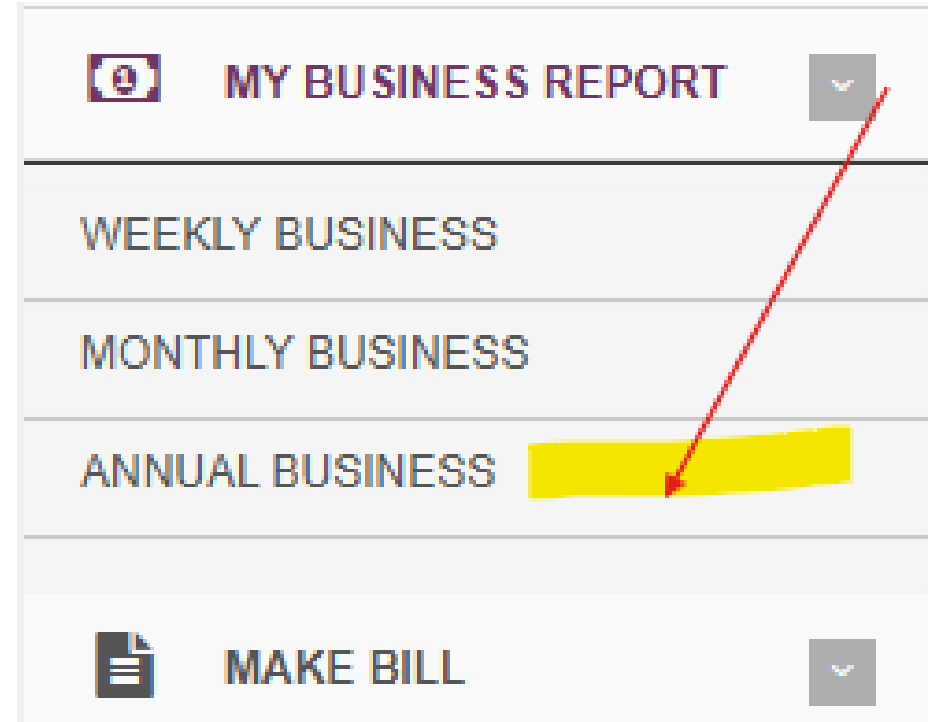 MY BUSINESS REPORT
WEEKLY BUSINESS
MONTHLY BUSINESS
ANNUAL BUSINESS
MAKE BILL